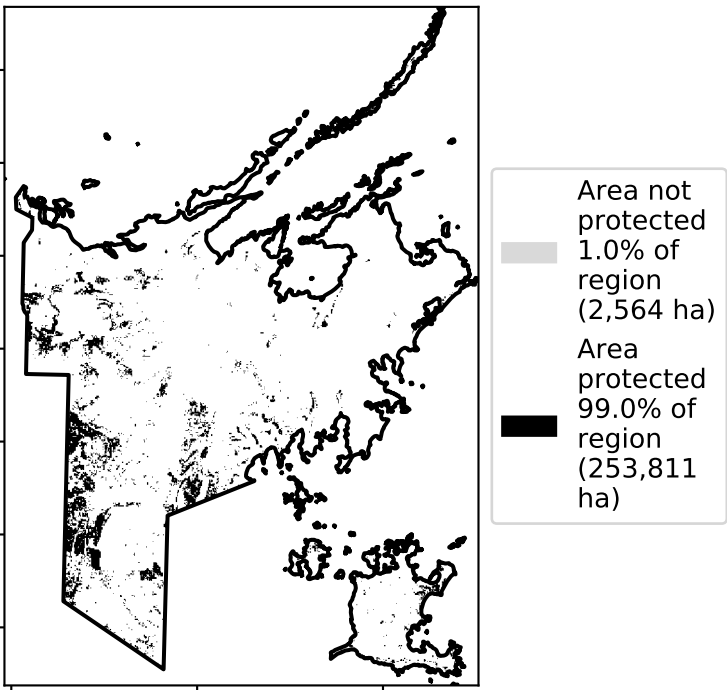 Area not
protected
1.0% of
region
(2,564 ha)
Area
protected
99.0% of
region
(253,811
ha)